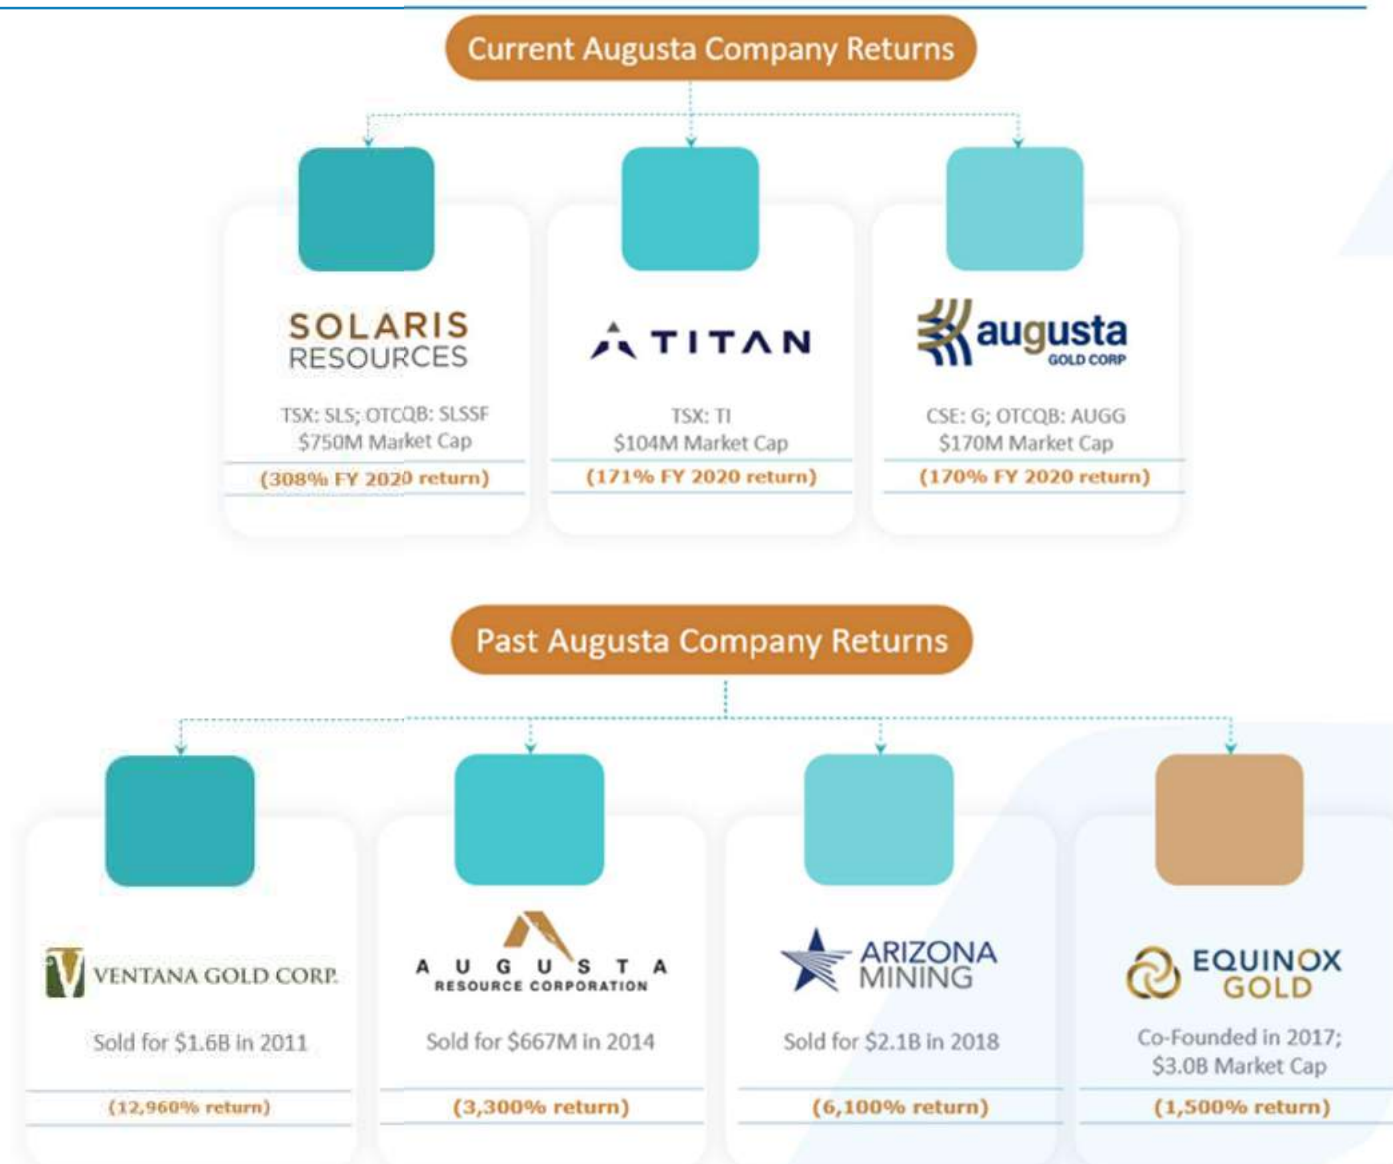 Current Augusta Company Returns
SOLARIS
RESOURCES
TSX: SLS; OTCQB: SLSSF
$750M Market Cap
(308% FY 2020 return)
TITAN
TSX: TI
$104M Market Cap
(171% FY 2020 return)
augusta
GOLD CORP
CSE: G; OTCQB: AUGG
$170M Market Cap
(170% FY 2020 return)
Past Augusta Company Returns
VENTANA GOLD CORP.
Sold for $1.6B in 2011
(12,960% return)
AUGUSTA
RESOURCE CORPORATION
Sold for $667M in 2014
(3,300% return)
ARIZONA
MINING
Sold for $2.1B in 2018
(6,100% return)
EQUINOX
GOLD
Co-Founded in 2017;
$3.0B Market Cap
(1,500% return)